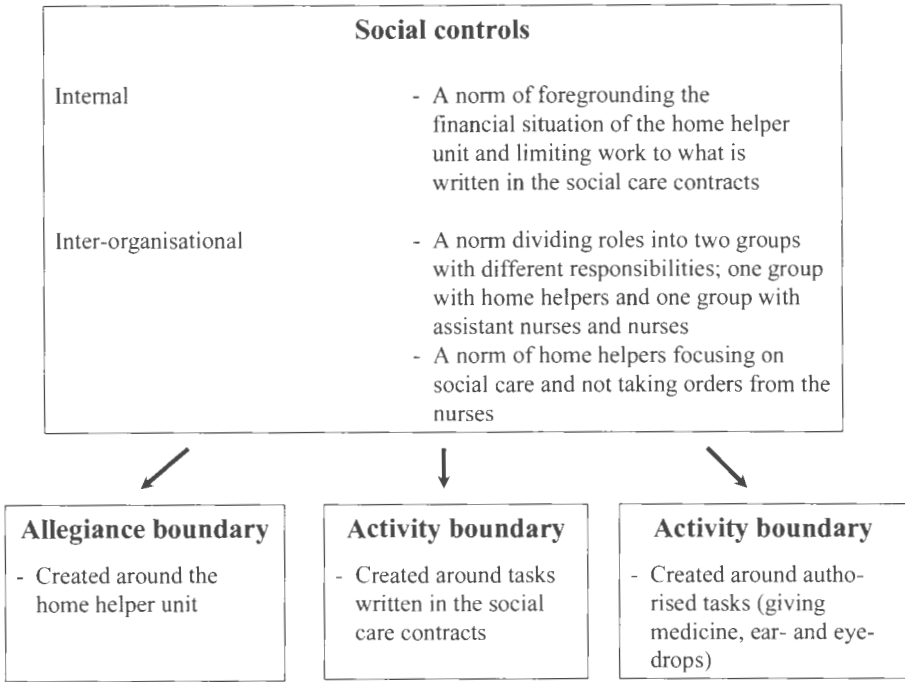 Social controls
Internal
- A norm of foregrounding the
financial situation of the home helper
unit and limiting work to what is
written in the social care contracts
Inter-organisational
- A norm dividing roles into two groups
with different responsibilities; one group
with home helpers and one group with
assistant nurses and nurses
- A norm of home helpers focusing on
social care and not taking orders from the
nurses
Allegiance boundary
- Created around the
home helper unit
Activity boundary
- Created around tasks
written in the social
care contracts
Activity boundary
- Created around autho-
rised tasks (giving
medicine, ear- and eye-
drops)